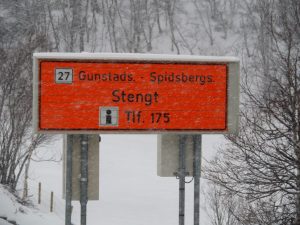 27 Gunstads. - Spidsbergs.
Stengt
i Tlf. 175